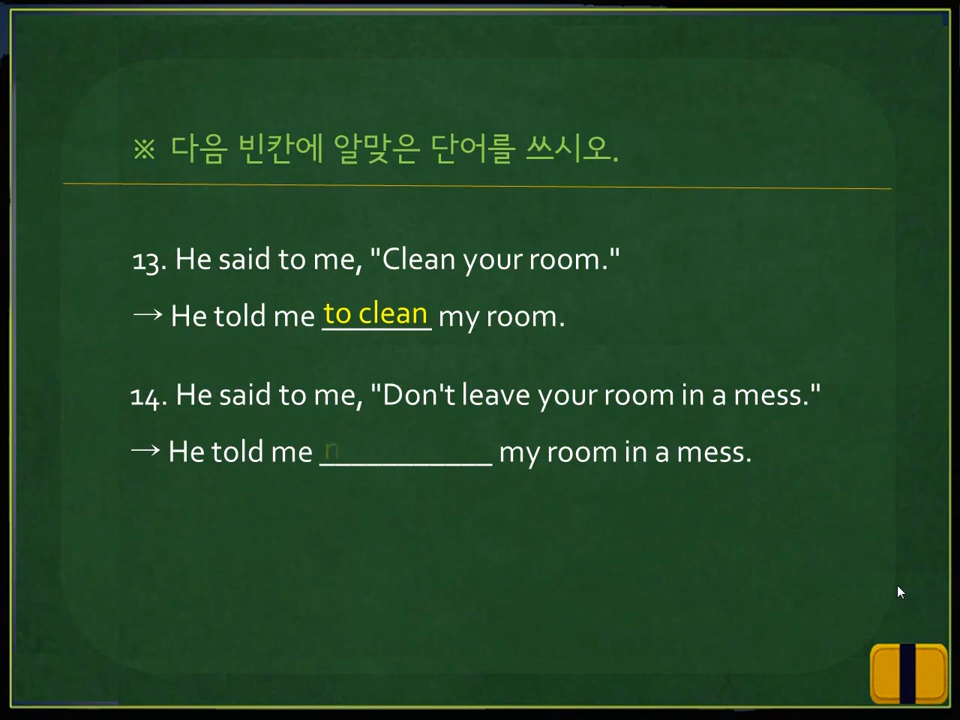 ※ 다음 빈칸에 알맞은 단어를 쓰시오.
13. He said to me, "Clean your room."
→ He told me to clean my room.
14. He said to me, "Don't leave your room in a mess."
→ He told me n___________ my room in a mess.